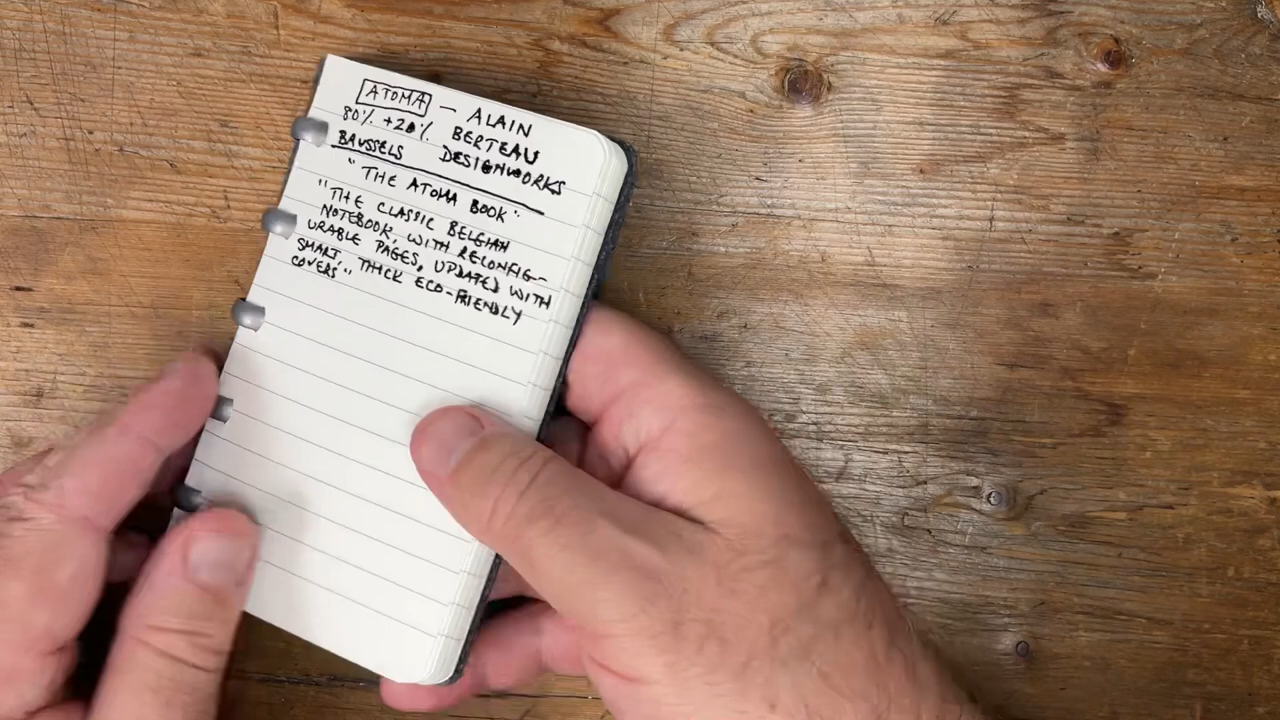 ATOMA – ALAIN
80% +20% BERTEAU
BRUSSELS DESIGNWORKS
"THE ATOMA BOOK"
"THE CLASSIC BELGIAN
NOTEBOOK, WITH RECONFIG-
URABLE PAGES, UPDATED WITH
SMART, THICK ECO-FRIENDLY
COVERS."